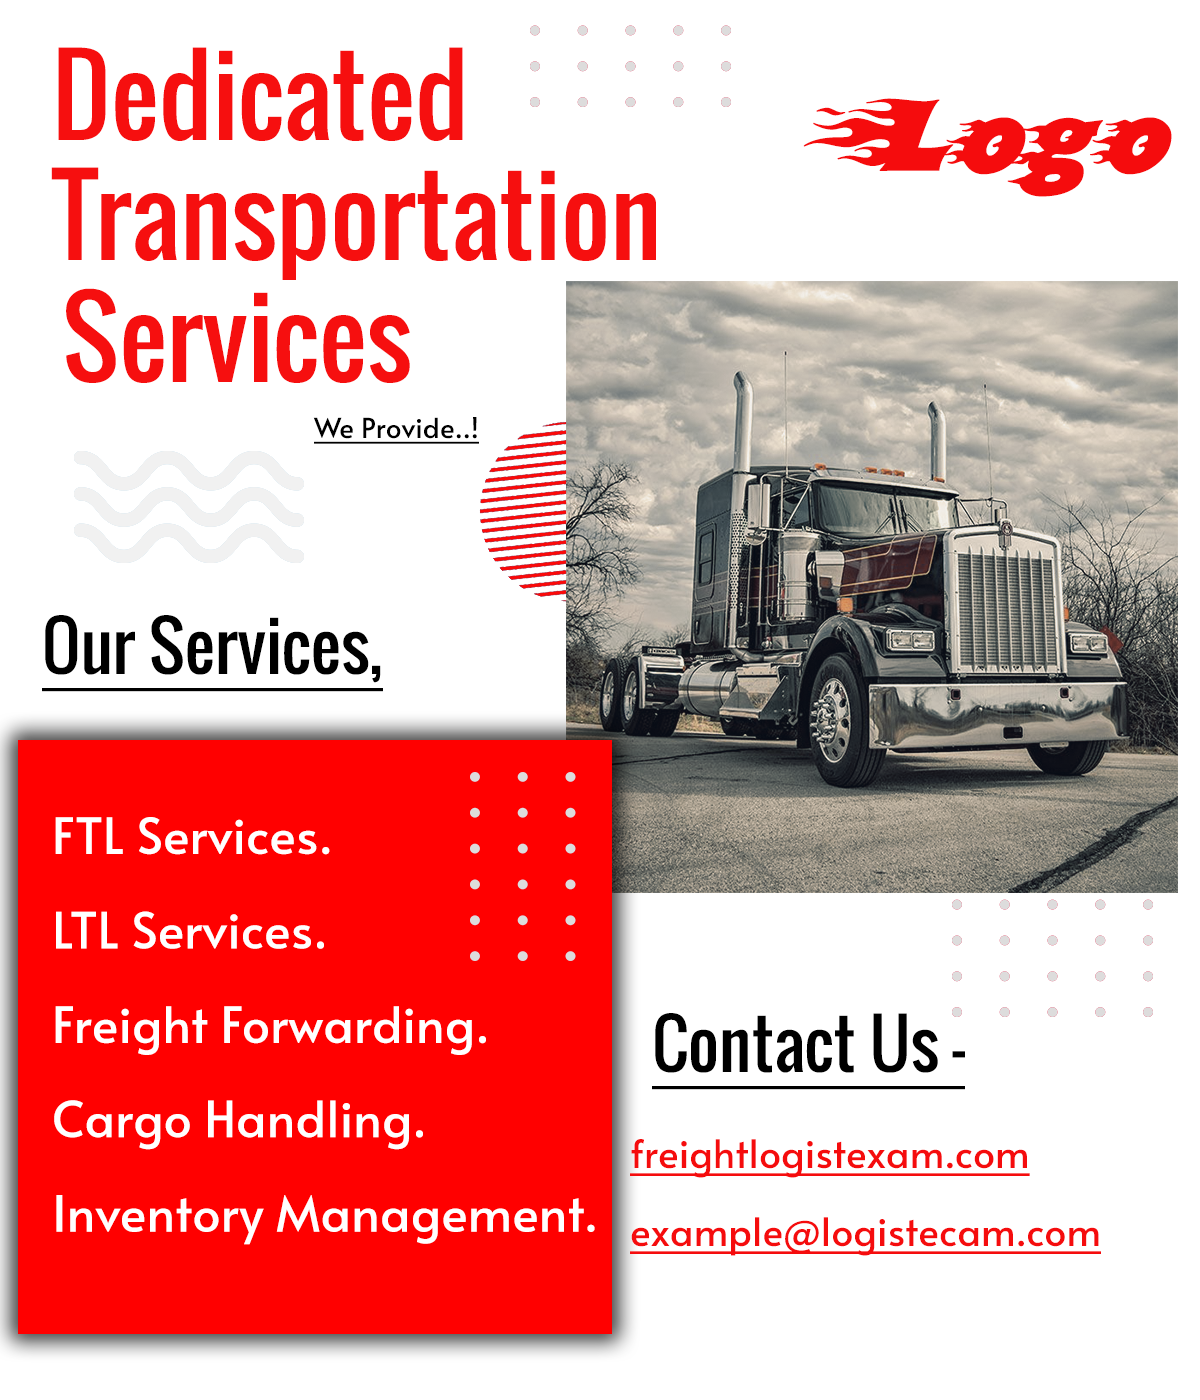 Dedicated
Transportation
Services
Logo
We Provide..!
Our Services,
FTL Services.
LTL Services.
Freight Forwarding.
Cargo Handling.
Inventory Management.
Contact Us -
freightlogistexam.com
example@logistecam.com